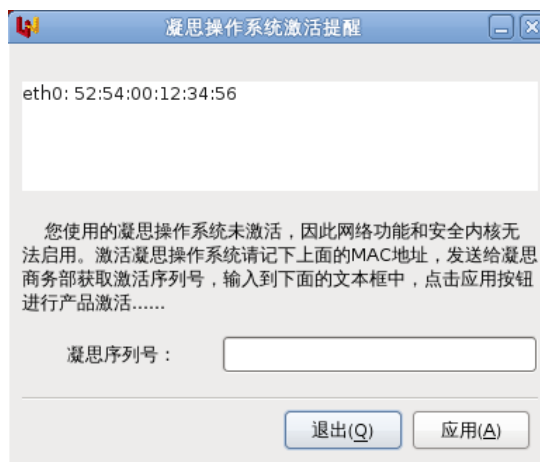 凝思操作系统激活提醒
eth0: 52:54:00:12:34:56
您使用的凝思操作系统未激活，因此网络功能和安全内核无
法启用。激活凝思操作系统请记下上面的MAC地址，发送给凝思
商务部获取激活序列号，输入到下面的文本框中，点击应用按钮
进行产品激活......
凝思序列号：
退出(Q) 应用(A)